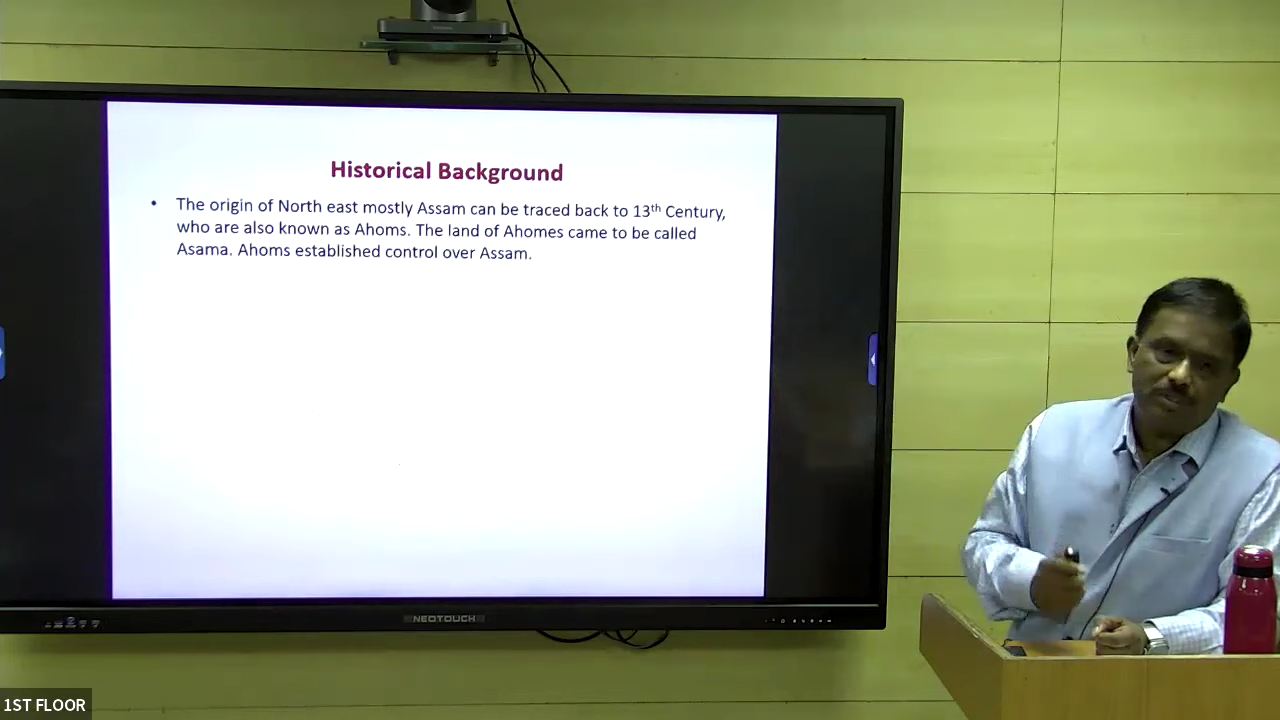 Historical Background
• The origin of North east mostly Assam can be traced back to 13th Century,
who are also known as Ahoms. The land of Ahomes came to be called
Asama. Ahoms established control over Assam.
NEOTOUCH
1ST FLOOR